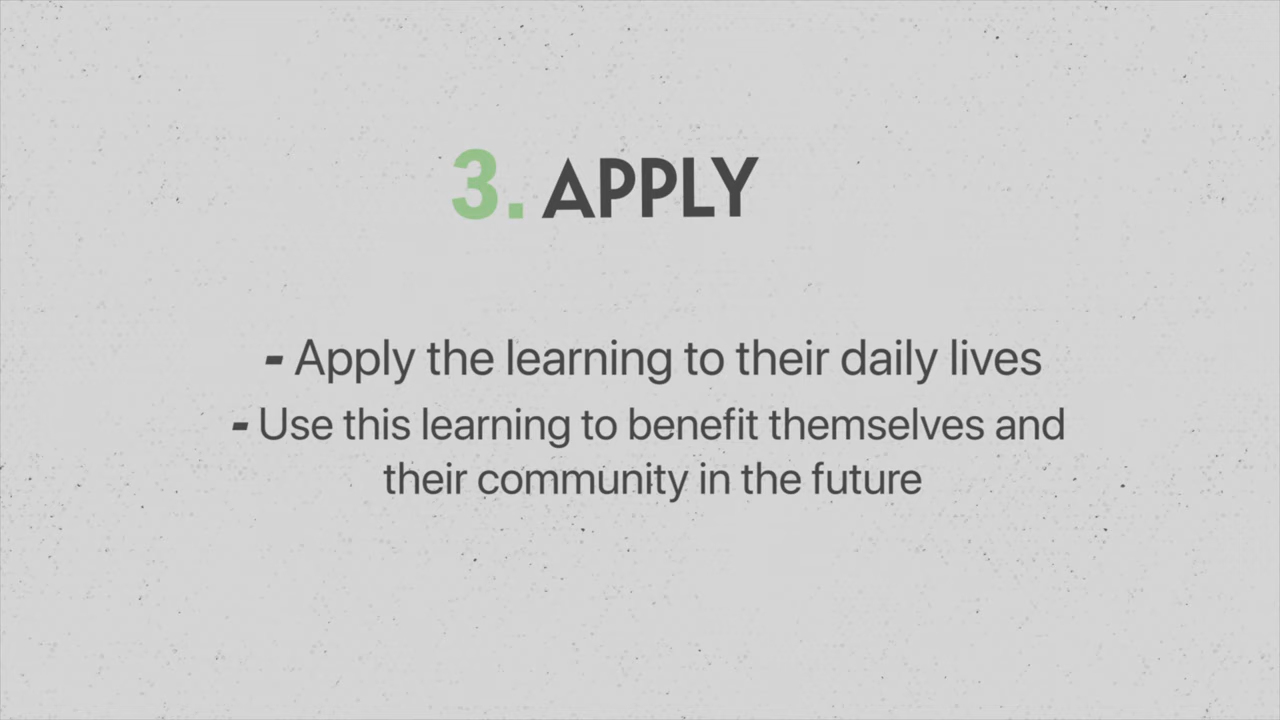 3. APPLY
- Apply the learning to their daily lives
- Use this learning to benefit themselves and
their community in the future